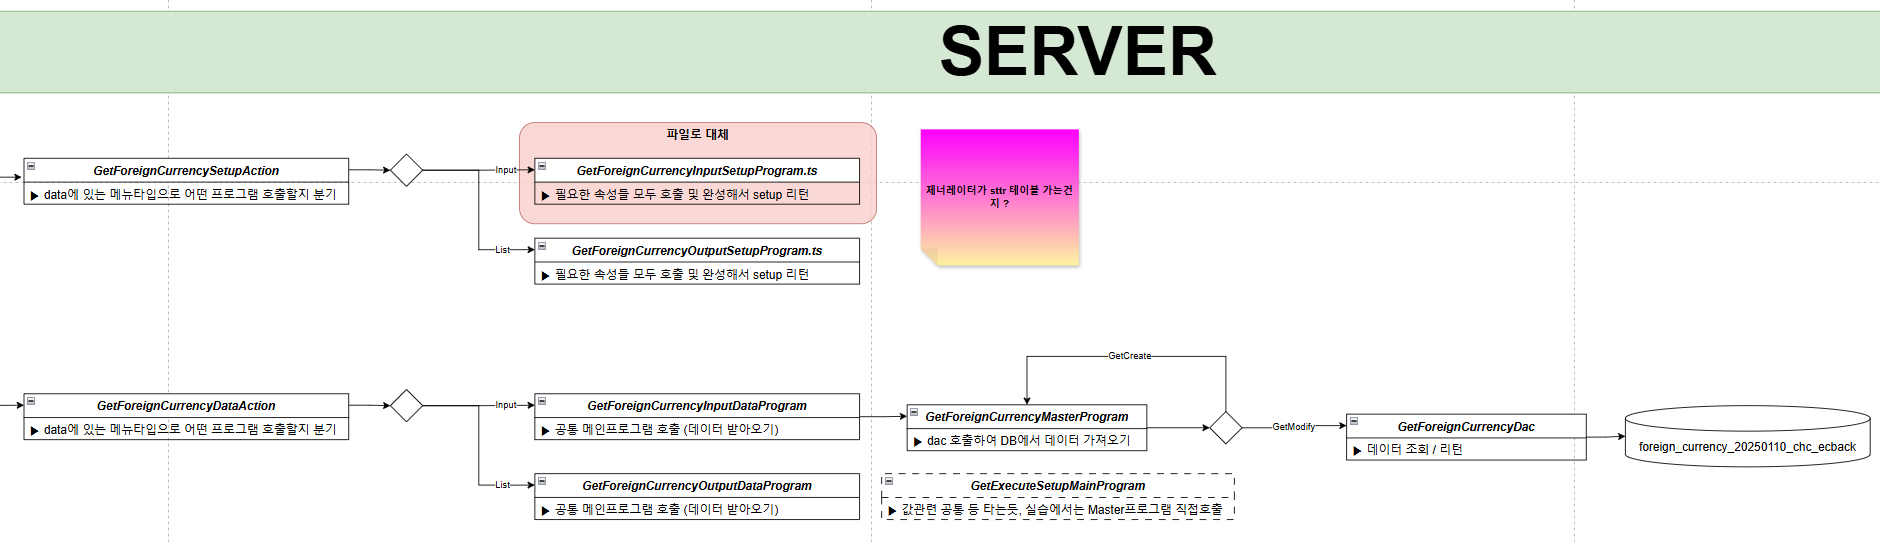 SERVER
파일로 대체
GetForeignCurrencySetupAction
▶ data에 있는 메뉴타입으로 어떤 프로그램 호출할지 분기
Input
GetForeignCurrencyInputSetupProgram.ts
▶ 필요한 속성들 모두 호출 및 완성해서 setup 리턴
제너레이터가 sttr 테이블 가는건
지 ?
List
GetForeignCurrencyOutputSetupProgram.ts
▶ 필요한 속성들 모두 호출 및 완성해서 setup 리턴
GetCreate
GetForeignCurrencyDataAction
▶ data에 있는 메뉴타입으로 어떤 프로그램 호출할지 분기
Input
GetForeignCurrencyInputDataProgram
▶ 공통 메인프로그램 호출 (데이터 받아오기)
GetForeignCurrencyMasterProgram
▶ dac 호출하여 DB에서 데이터 가져오기
GetModify
GetForeignCurrencyDac
▶ 데이터 조회 / 리턴
foreign_currency_20250110_chc_ecback
List
GetForeignCurrencyOutputDataProgram
▶ 공통 메인프로그램 호출 (데이터 받아오기)
GetExecuteSetupMainProgram
▶ 값관련 공통 등 타는듯, 실습에서는 Master프로그램 직접호출